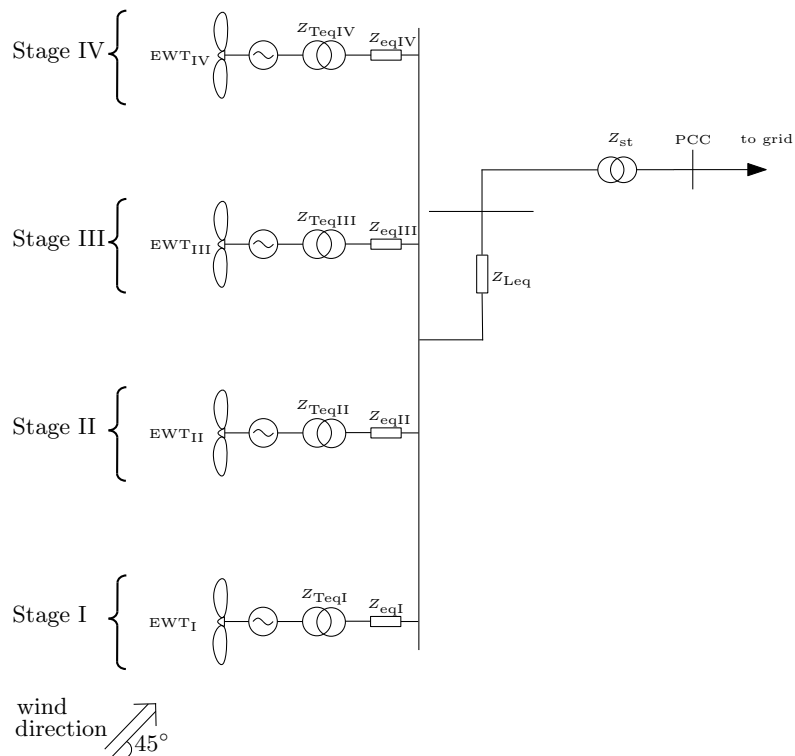 Z_TeqIV
Z_eqIV
Stage IV
EWT_IV
Z_st
PCC
to grid
Z_TeqIII
Z_eqIII
Stage III
EWT_III
Z_Leq
Z_TeqII
Z_eqII
Stage II
EWT_II
Z_TeqI
Z_eqI
Stage I
EWT_I
wind
direction
45°